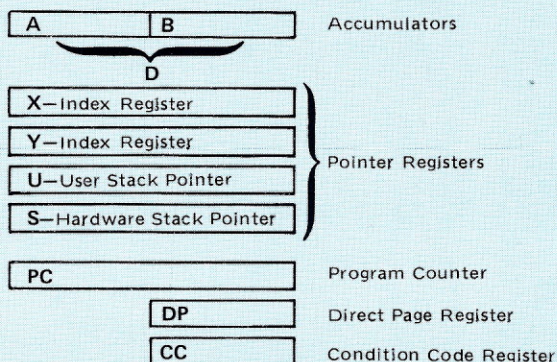 A B Accumulators
D
X—Index Register
Y—Index Register
U—User Stack Pointer
S—Hardware Stack Pointer
Pointer Registers
PC Program Counter
DP Direct Page Register
CC Condition Code Register